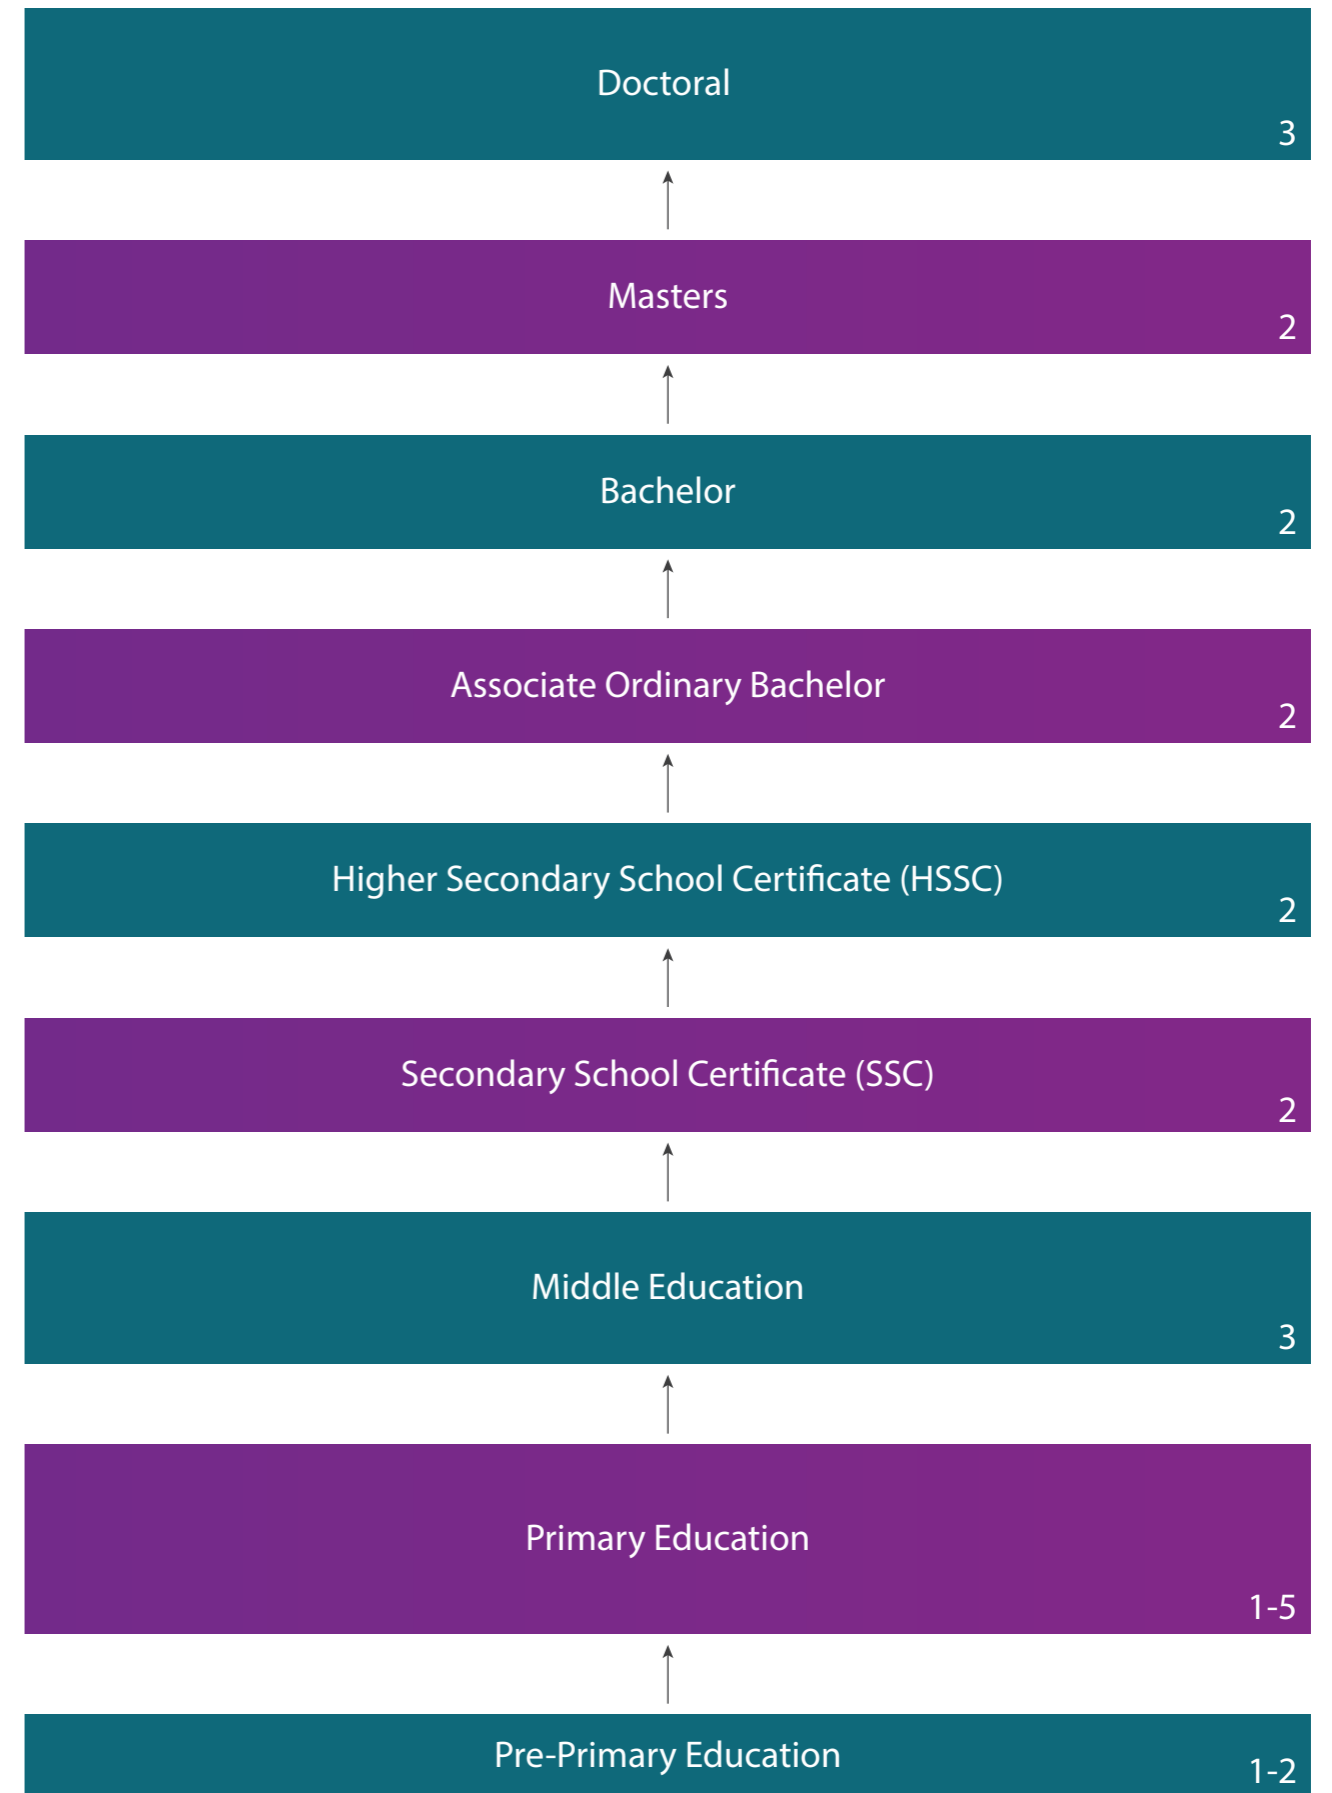 Doctoral
3
Masters
2
Bachelor
2
Associate Ordinary Bachelor
2
Higher Secondary School Certificate (HSSC)
2
Secondary School Certificate (SSC)
2
Middle Education
3
Primary Education
1-5
Pre-Primary Education
1-2